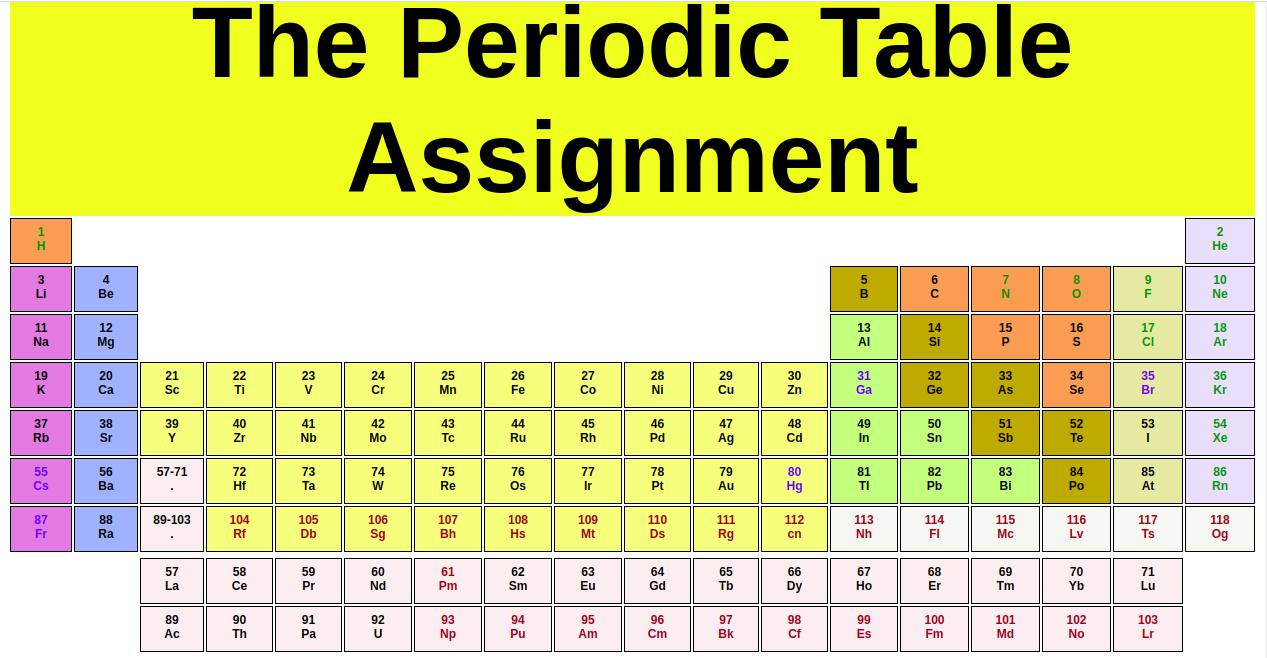 The Periodic Table
Assignment
1 2
H He
3 4 5 6 7 8 9 10
Li Be B C N O F Ne
11 12 13 14 15 16 17 18
Na Mg Al Si P S Cl Ar
19 20 21 22 23 24 25 26 27 28 29 30 31 32 33 34 35 36
K Ca Sc Ti V Cr Mn Fe Co Ni Cu Zn Ga Ge As Se Br Kr
37 38 39 40 41 42 43 44 45 46 47 48 49 50 51 52 53 54
Rb Sr Y Zr Nb Mo Tc Ru Rh Pd Ag Cd In Sn Sb Te I Xe
55 56 57-71 72 73 74 75 76 77 78 79 80 81 82 83 84 85 86
Cs Ba . Hf Ta W Re Os Ir Pt Au Hg Tl Pb Bi Po At Rn
87 88 89-103 104 105 106 107 108 109 110 111 112 113 114 115 116 117 118
Fr Ra . Rf Db Sg Bh Hs Mt Ds Rg cn Nh Fl Mc Lv Ts Og
57 58 59 60 61 62 63 64 65 66 67 68 69 70 71
La Ce Pr Nd Pm Sm Eu Gd Tb Dy Ho Er Tm Yb Lu
89 90 91 92 93 94 95 96 97 98 99 100 101 102 103
Ac Th Pa U Np Pu Am Cm Bk Cf Es Fm Md No Lr